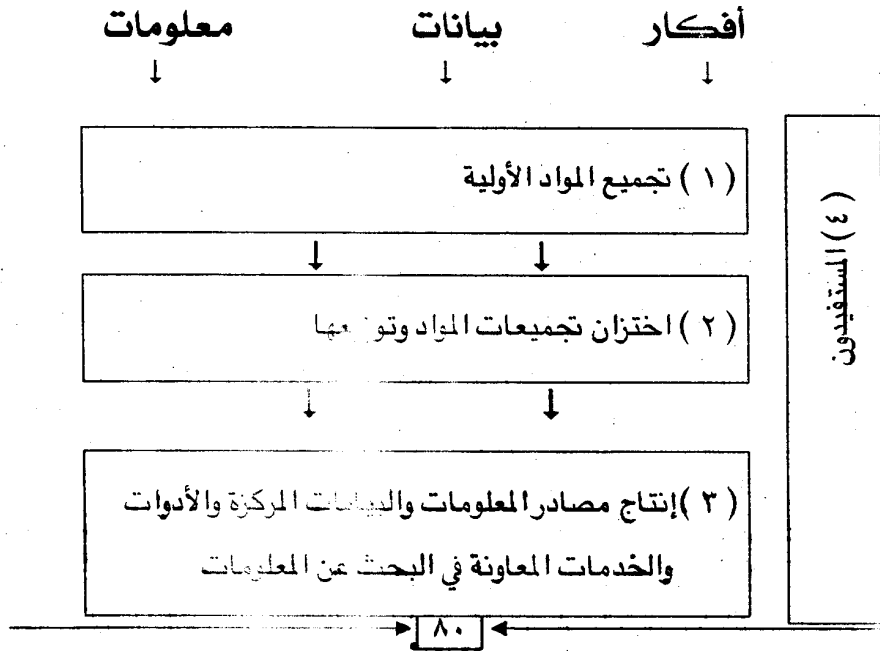 أفكار بيانات معلومات
( ١ ) تجميع المواد الأولية
( ٢ ) اختزان تجميعات المواد وتوزيعها
( ٣ )إنتاج مصادر المعلومات والبيانات المركزة والأدوات
والخدمات المعاونة في البحث عن المعلومات
( ٤ ) المستفيدون
٨٠